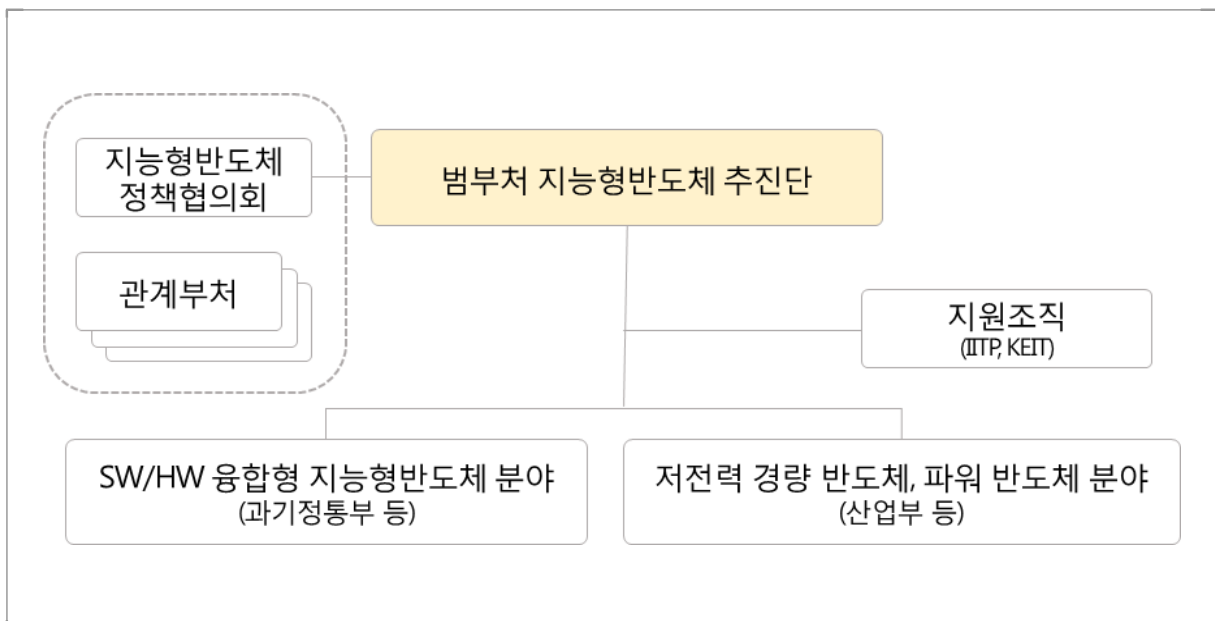 지능형반도체
정책협의회
범부처 지능형반도체 추진단
관계부처
지원조직
(IITP, KEIT)
SW/HW 융합형 지능형반도체 분야
(과기정통부 등)
저전력 경량 반도체, 파워 반도체 분야
(산업부 등)